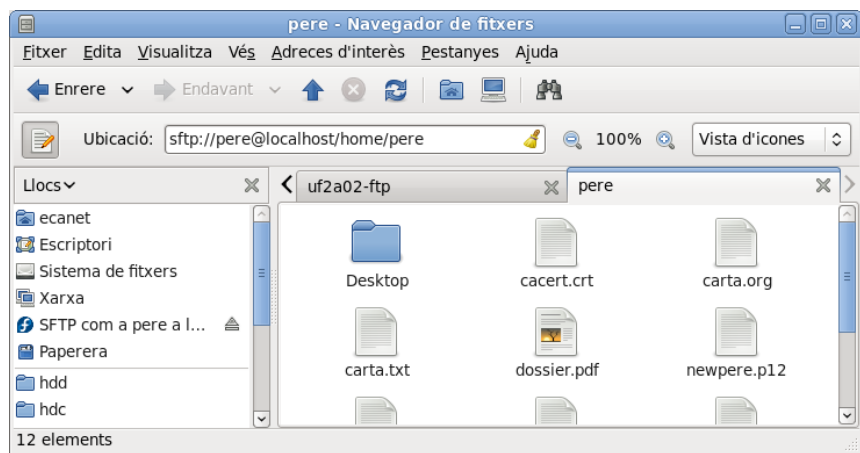 pere - Navegador de fitxers
Fitxer Edita Visualitza Vés Adreces d'interès Pestanyes Ajuda
Enrere Endavant
Ubicació: sftp://pere@localhost/home/pere 100% Vista d'icones
Llocs uf2a02-ftp pere
ecanet
Escriptori
Sistema de fitxers
Xarxa
SFTP com a pere a l...
Paperera
hdd
hdc
Desktop cacert.crt carta.org
carta.txt dossier.pdf newpere.p12
12 elements